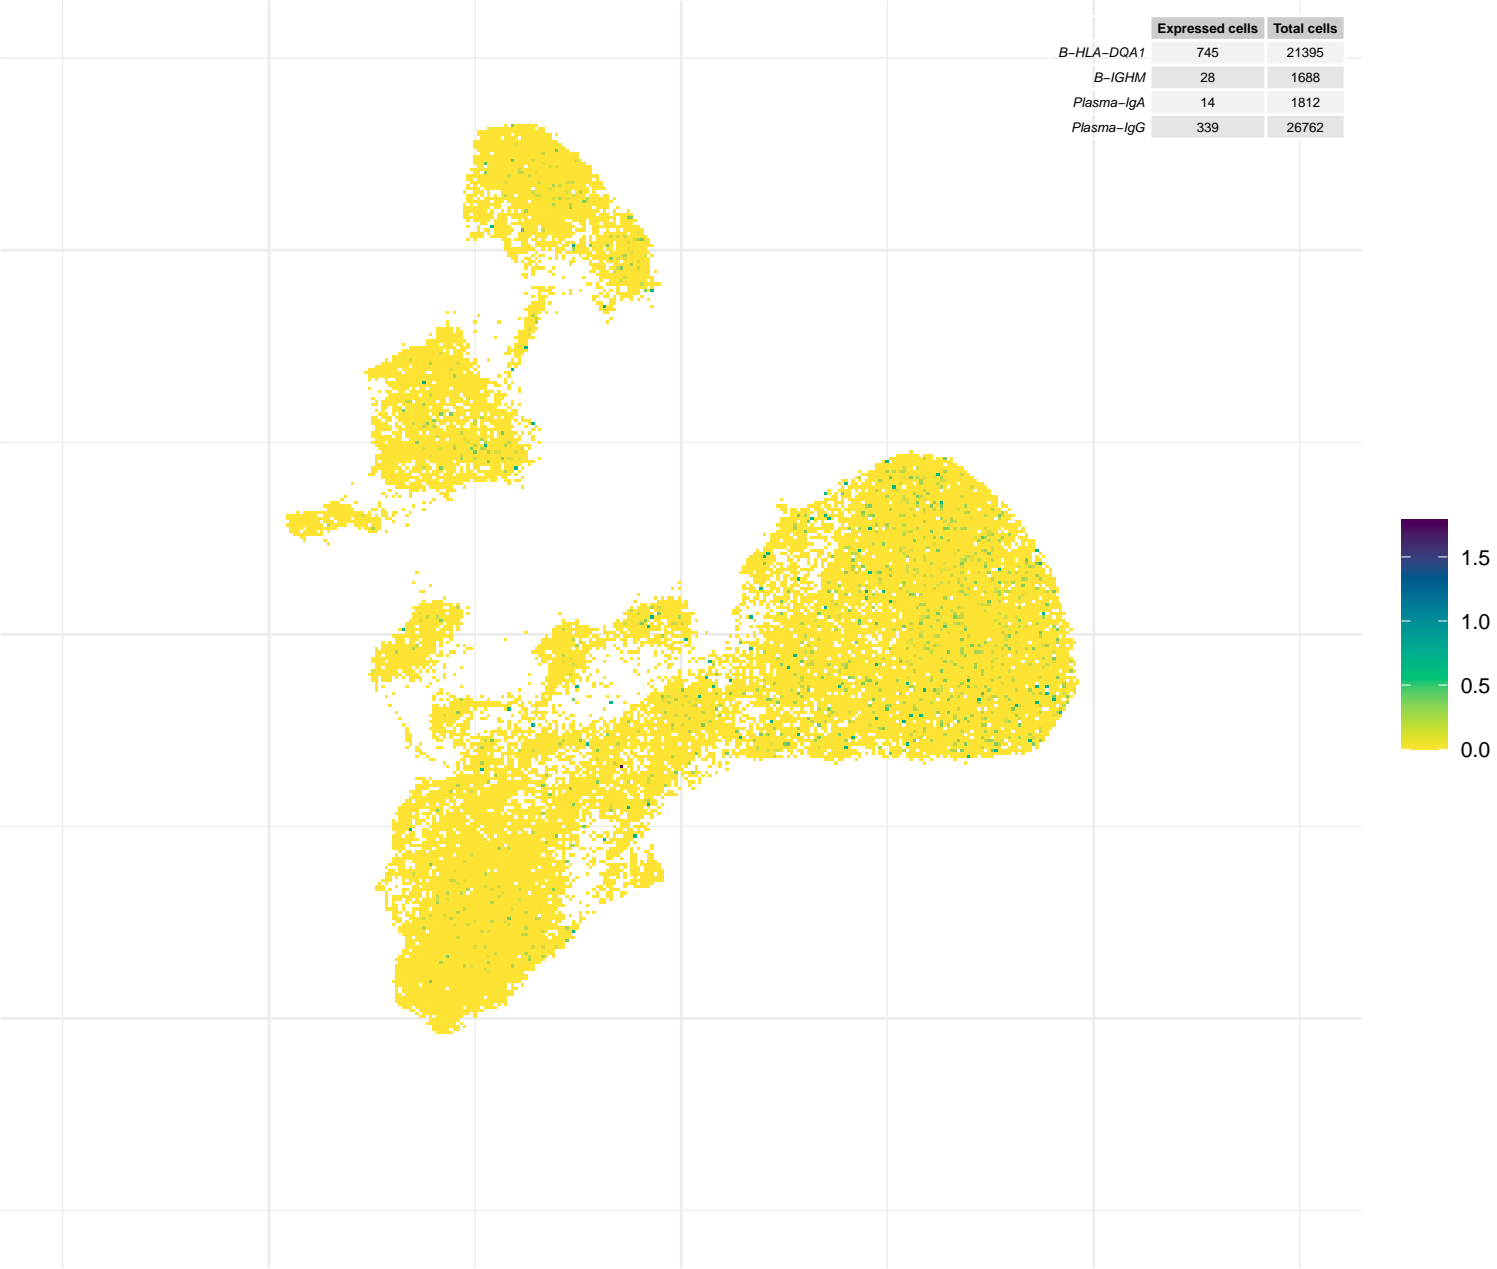 Expressed cells Total cells
B−HLA−DQA1 745 21395
B−IGHM 28 1688
Plasma−IgA 14 1812
Plasma−IgG 339 26762
1.5
1.0
0.5
0.0